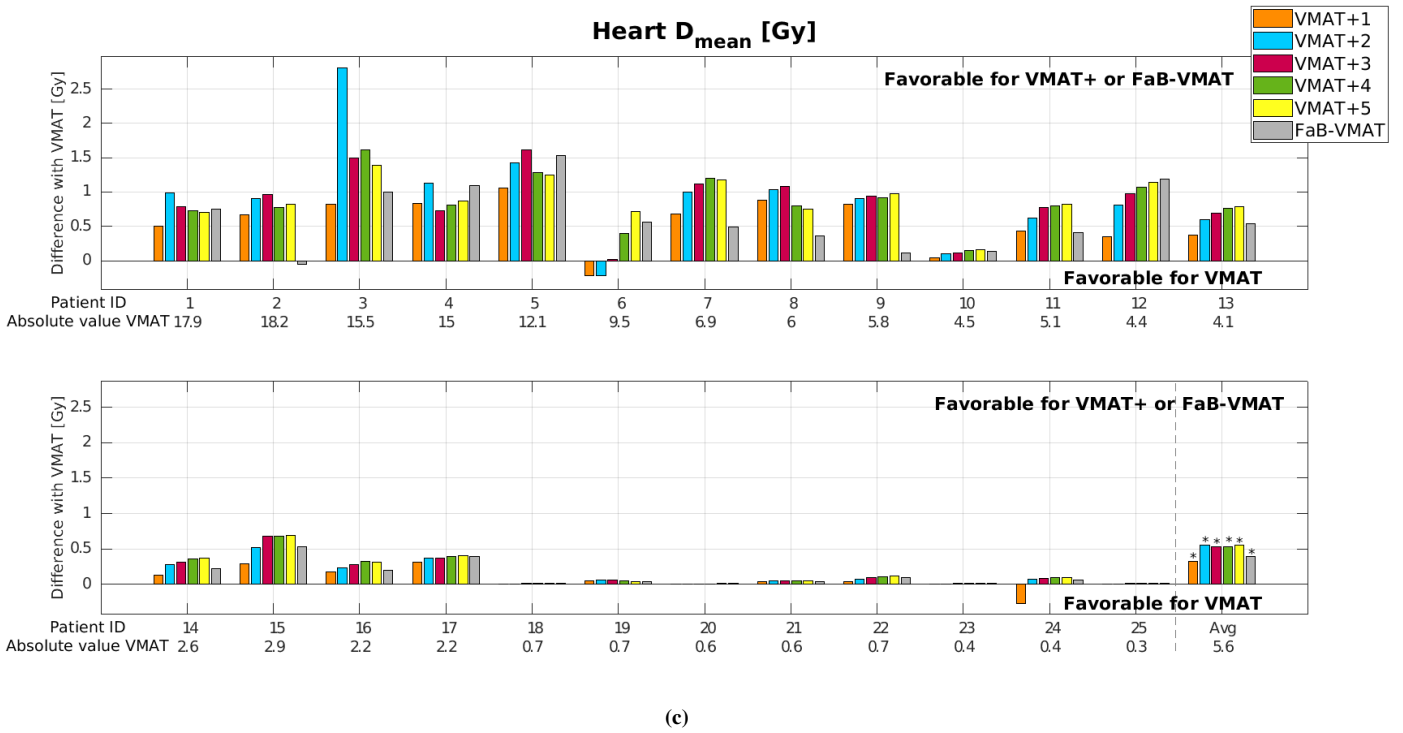 Heart Dmean [Gy]
VMAT+1
VMAT+2
VMAT+3
VMAT+4
VMAT+5
FaB-VMAT
Difference with VMAT [Gy]
2.5
2
1.5
1
0.5
0
Favorable for VMAT+ or FaB-VMAT
Favorable for VMAT
Patient ID 1 2 3 4 5 6 7 8 9 10 11 12 13
Absolute value VMAT 17.9 18.2 15.5 15 12.1 9.5 6.9 6 5.8 4.5 5.1 4.4 4.1
Difference with VMAT [Gy]
2.5
2
1.5
1
0.5
0
Favorable for VMAT+ or FaB-VMAT
* * * * * *
Favorable for VMAT
Patient ID 14 15 16 17 18 19 20 21 22 23 24 25 Avg
Absolute value VMAT 2.6 2.9 2.2 2.2 0.7 0.7 0.6 0.6 0.7 0.4 0.4 0.3 5.6
(c)